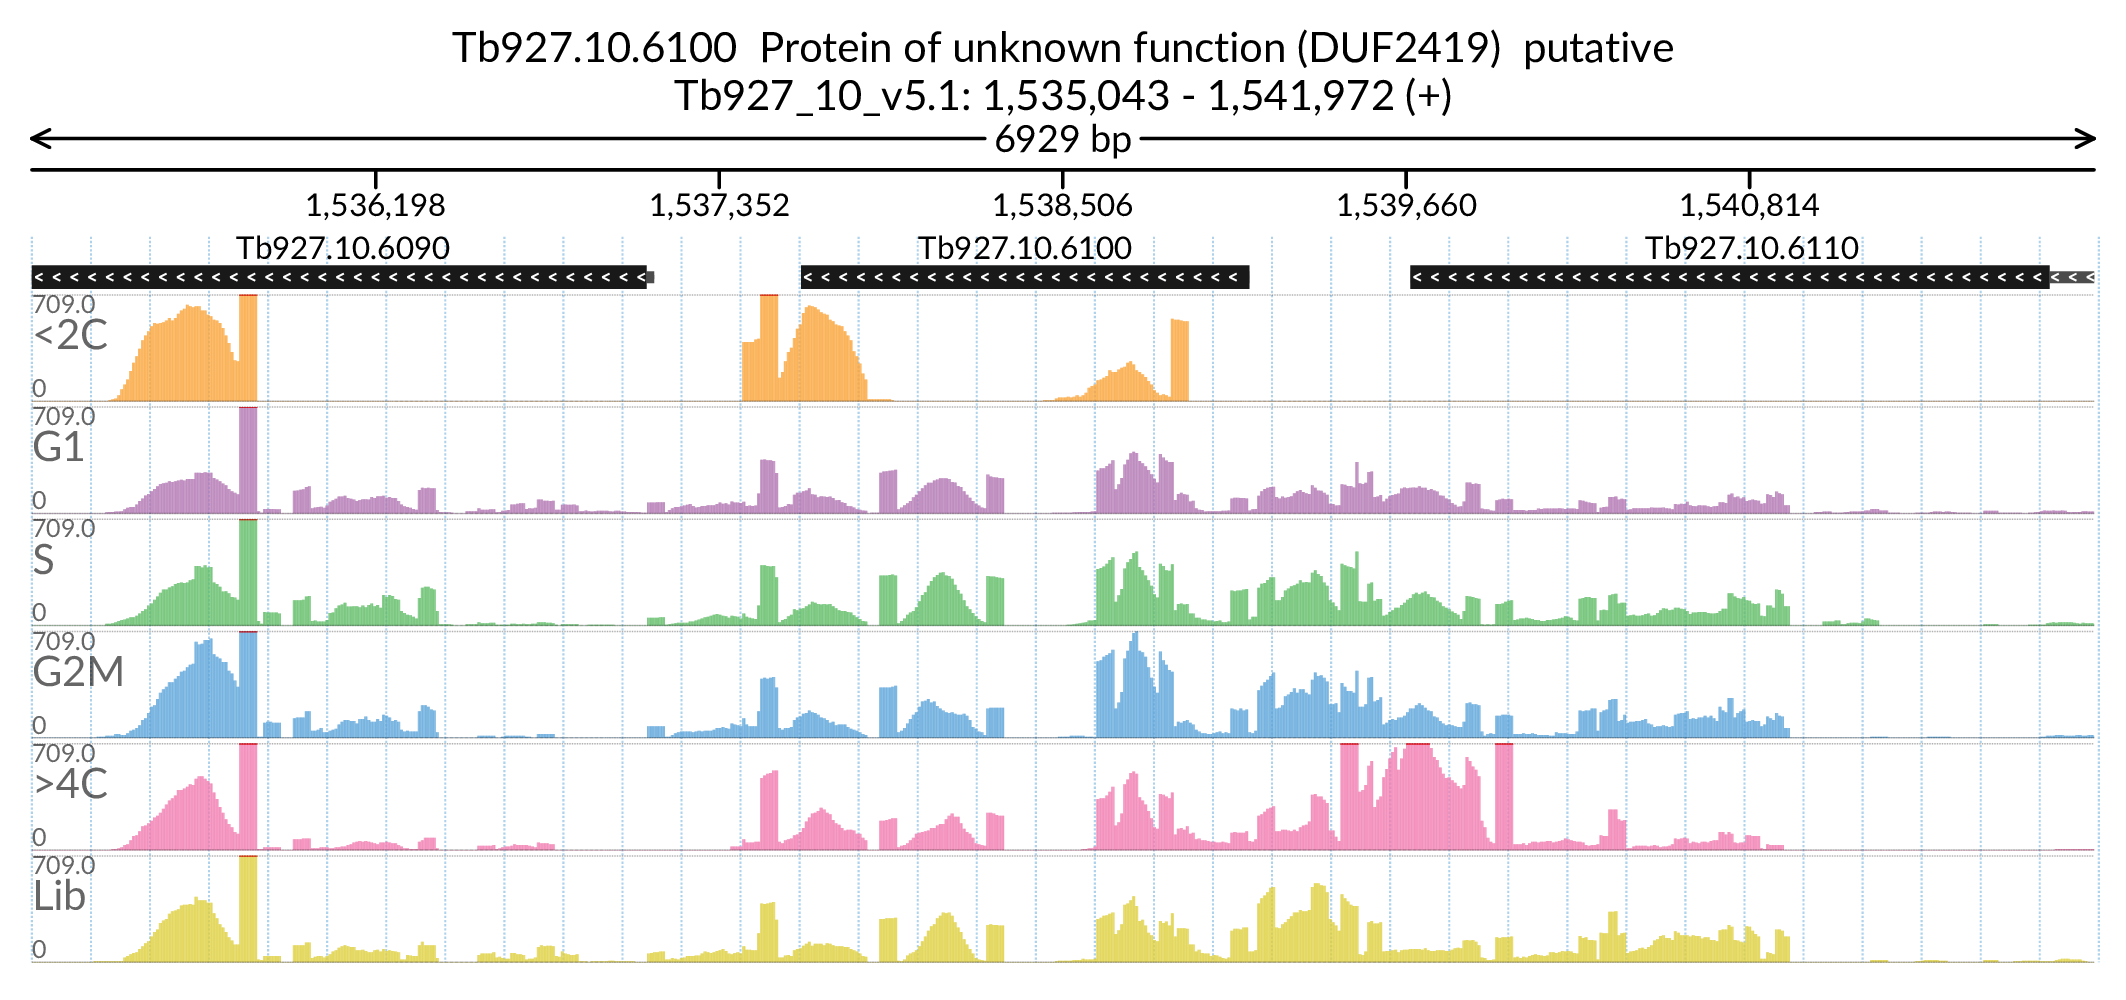 Tb927.10.6100  Protein of unknown function (DUF2419)  putative
Tb927_10_v5.1: 1,535,043 - 1,541,972 (+)
6929 bp
1,536,198 1,537,352 1,538,506 1,539,660 1,540,814
Tb927.10.6090 Tb927.10.6100 Tb927.10.6110
709.0
<2C
0
709.0
G1
0
709.0
S
0
709.0
G2M
0
709.0
>4C
0
709.0
Lib
0